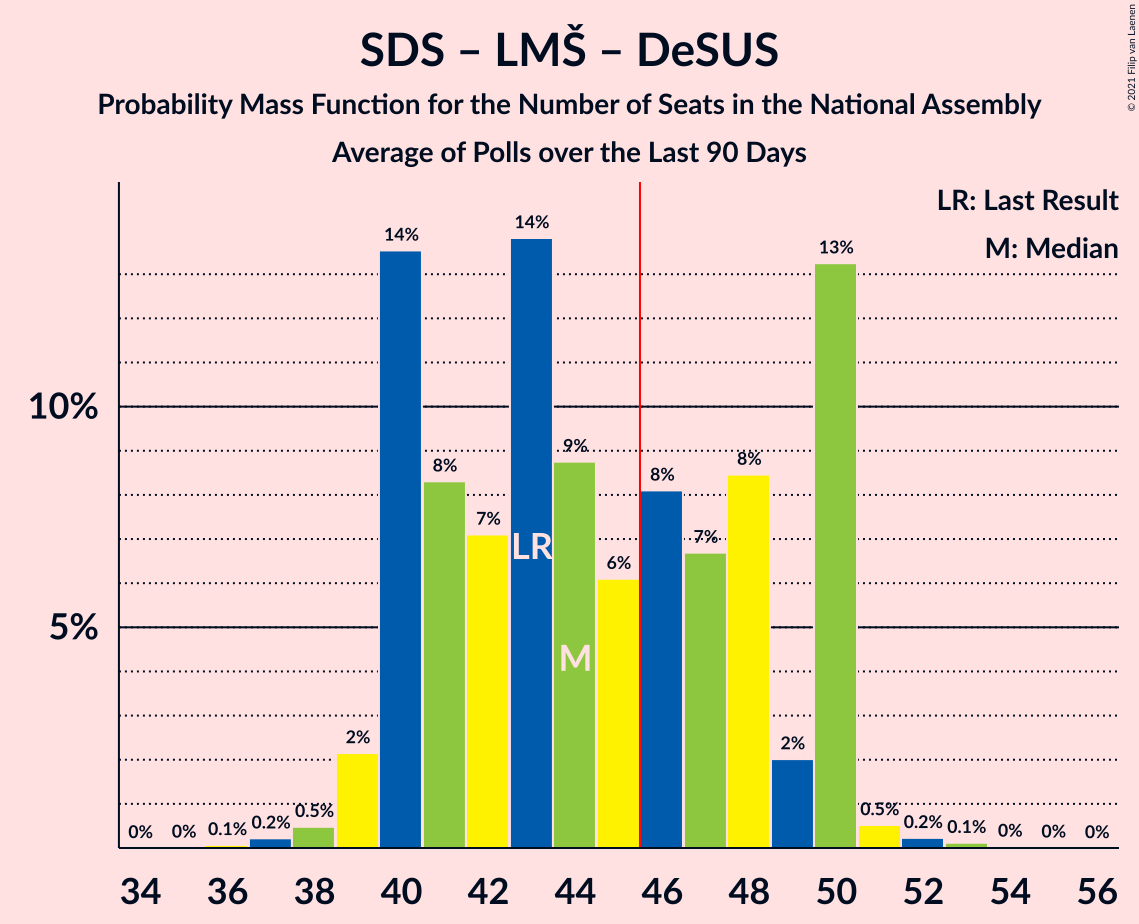 SDS – LMŠ – DeSUS
Probability Mass Function for the Number of Seats in the National Assembly
Average of Polls over the Last 90 Days
© 2021 Filip van Laenen
LR: Last Result
M: Median
10%
5%
0%
0%
0.1%
0.2%
0.5%
2%
14%
8%
7%
14%
9%
6%
8%
7%
8%
2%
13%
0.5%
0.2%
0.1%
0%
0%
0%
LR
M
34 36 38 40 42 44 46 48 50 52 54 56